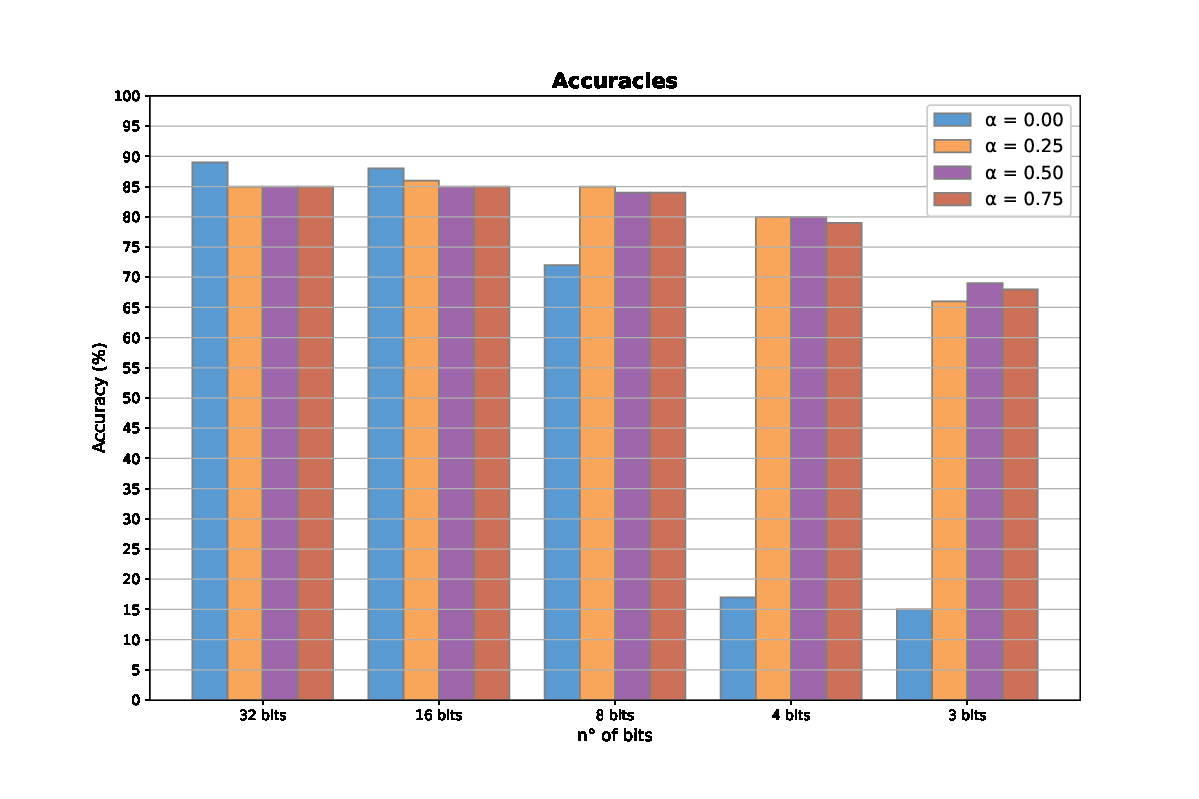 Accuracies
100
95
90
85
80
75
70
65
60
55
50
45
40
35
30
25
20
15
10
5
0
Accuracy (%)
α = 0.00
α = 0.25
α = 0.50
α = 0.75
32 bits
16 bits
8 bits
4 bits
3 bits
n° of bits